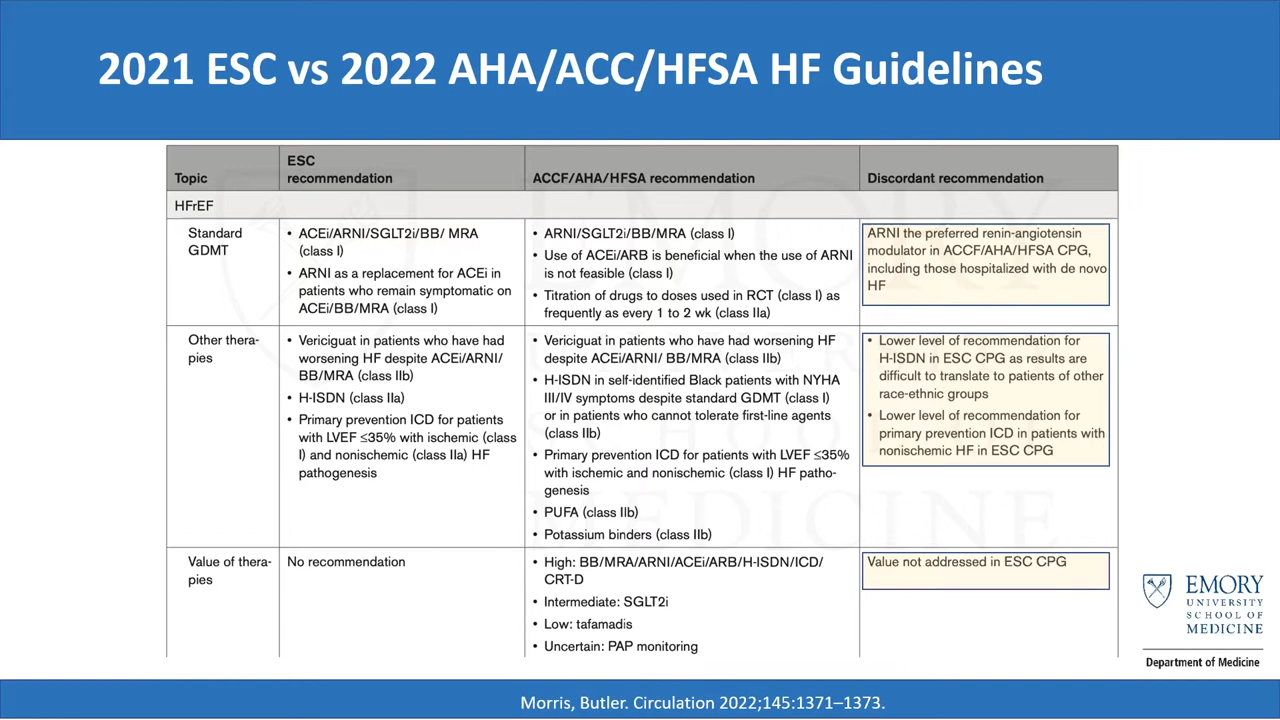 2021 ESC vs 2022 AHA/ACC/HFSA HF Guidelines
Topic
ESC
recommendation
ACCF/AHA/HFSA recommendation
Discordant recommendation
HFrEF
Standard
GDMT
• ACEi/ARNI/SGLT2i/BB/ MRA
(class I)
• ARNI as a replacement for ACEi in
patients who remain symptomatic on
ACEi/BB/MRA (class I)
• ARNI/SGLT2i/BB/MRA (class I)
• Use of ACEi/ARB is beneficial when the use of ARNI
is not feasible (class I)
• Titration of drugs to doses used in RCT (class I) as
frequently as every 1 to 2 wk (class IIa)
ARNI the preferred renin-angiotensin
modulator in ACCF/AHA/HFSA CPG,
including those hospitalized with de novo
HF
Other thera-
pies
• Vericiguat in patients who have had
worsening HF despite ACEi/ARNI/
BB/MRA (class IIb)
• H-ISDN (class IIa)
• Primary prevention ICD for patients
with LVEF ≤35% with ischemic (class
I) and nonischemic (class IIa) HF
pathogenesis
• Vericiguat in patients who have had worsening HF
despite ACEi/ARNI/ BB/MRA (class IIb)
• H-ISDN in self-identified Black patients with NYHA
III/IV symptoms despite standard GDMT (class I)
or in patients who cannot tolerate first-line agents
(class IIb)
• Primary prevention ICD for patients with LVEF ≤35%
with ischemic and nonischemic (class I) HF patho-
genesis
• PUFA (class IIb)
• Potassium binders (class IIb)
• Lower level of recommendation for
H-ISDN in ESC CPG as results are
difficult to translate to patients of other
race-ethnic groups
• Lower level of recommendation for
primary prevention ICD in patients with
nonischemic HF in ESC CPG
Value of thera-
pies
No recommendation
• High: BB/MRA/ARNI/ACEi/ARB/H-ISDN/ICD/
CRT-D
• Intermediate: SGLT2i
• Low: tafamadis
• Uncertain: PAP monitoring
Value not addressed in ESC CPG
EMORY
UNIVERSITY
SCHOOL OF
MEDICINE
Department of Medicine
Morris, Butler. Circulation 2022;145:1371–1373.